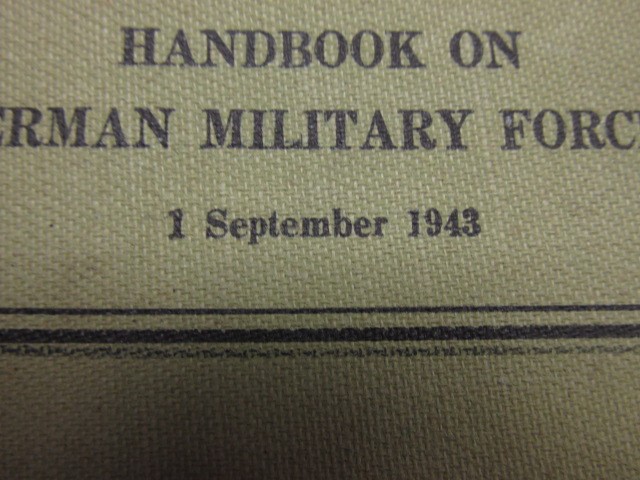 HANDBOOK ON
ERMAN MILITARY FORC
1 September 1943